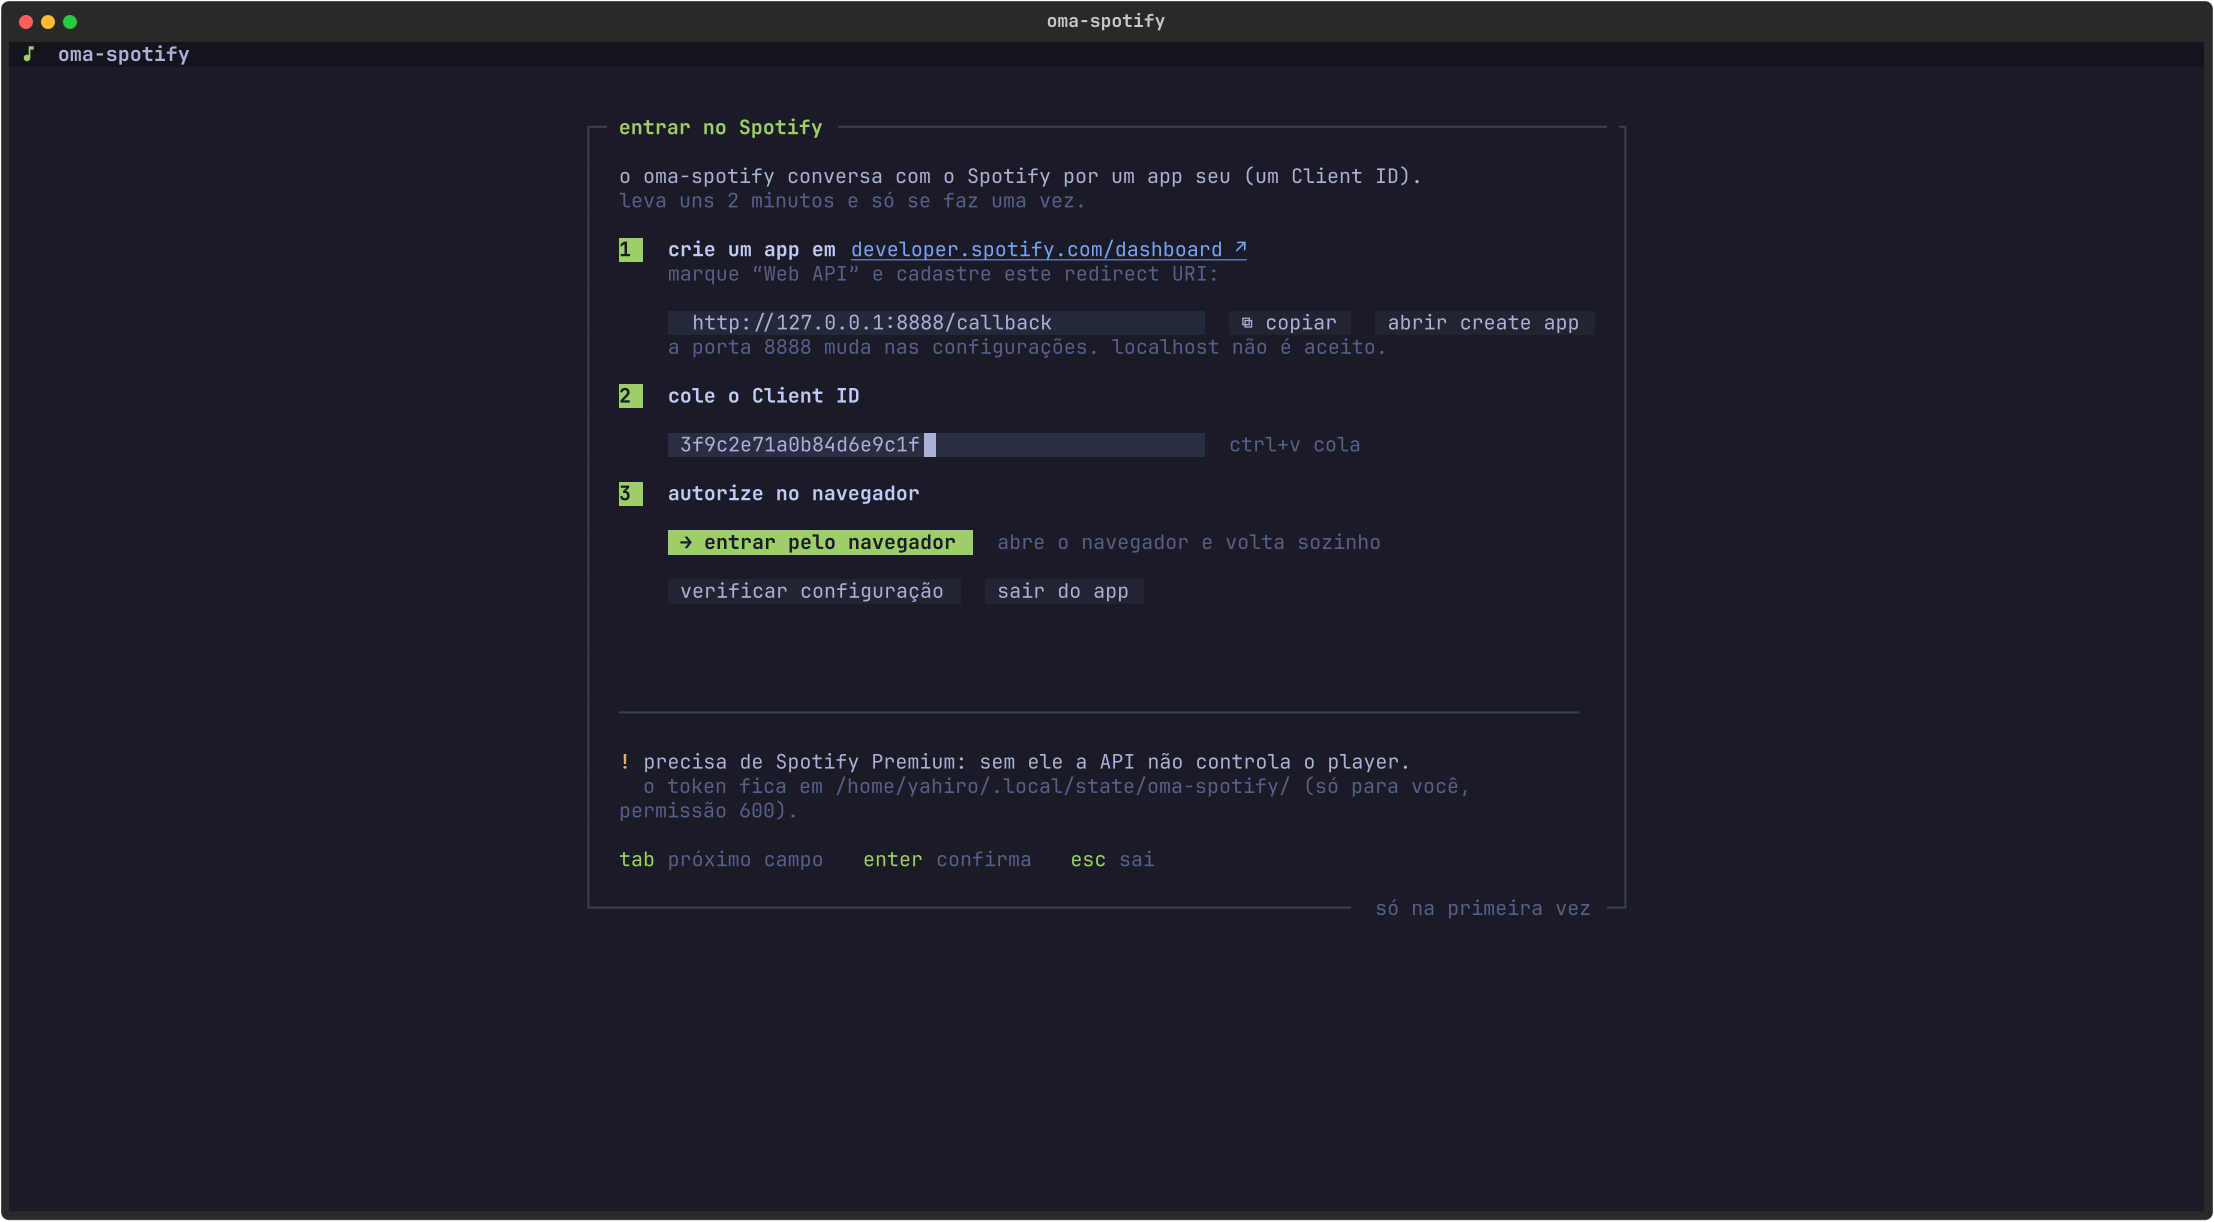 oma-spotify
♪ oma-spotify
entrar no Spotify
o oma-spotify conversa com o Spotify por um app seu (um Client ID).
leva uns 2 minutos e só se faz uma vez.
1 crie um app em developer.spotify.com/dashboard ↗
marque “Web API” e cadastre este redirect URI:
http://127.0.0.1:8888/callback ⧉ copiar abrir create app
a porta 8888 muda nas configurações. localhost não é aceito.
2 cole o Client ID
3f9c2e71a0b84d6e9c1f ctrl+v cola
3 autorize no navegador
→ entrar pelo navegador abre o navegador e volta sozinho
verificar configuração sair do app
! precisa de Spotify Premium: sem ele a API não controla o player.
o token fica em /home/yahiro/.local/state/oma-spotify/ (só para você,
permissão 600).
tab próximo campo enter confirma esc sai
só na primeira vez